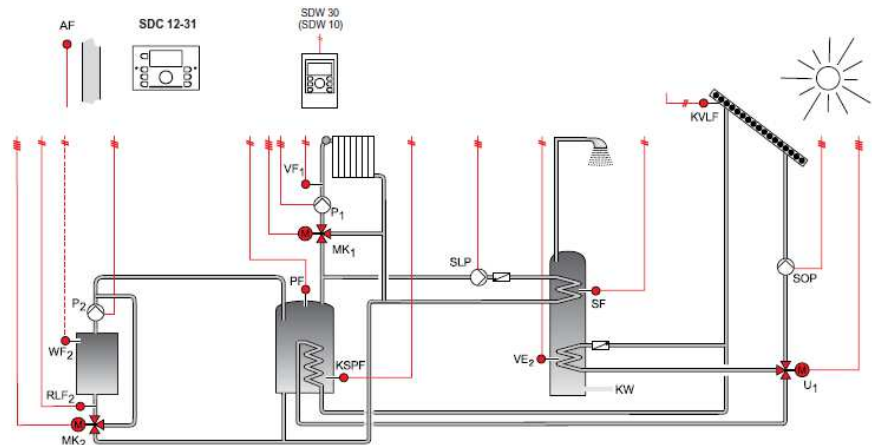 SDW 30
(SDW 10)
AF
SDC 12-31
KVLF
VF1
P1
MK1
SLP
PF
SOP
P2
SF
WF2
KSPF
VE2
U1
KW
RLF2
MK2
M
M
M